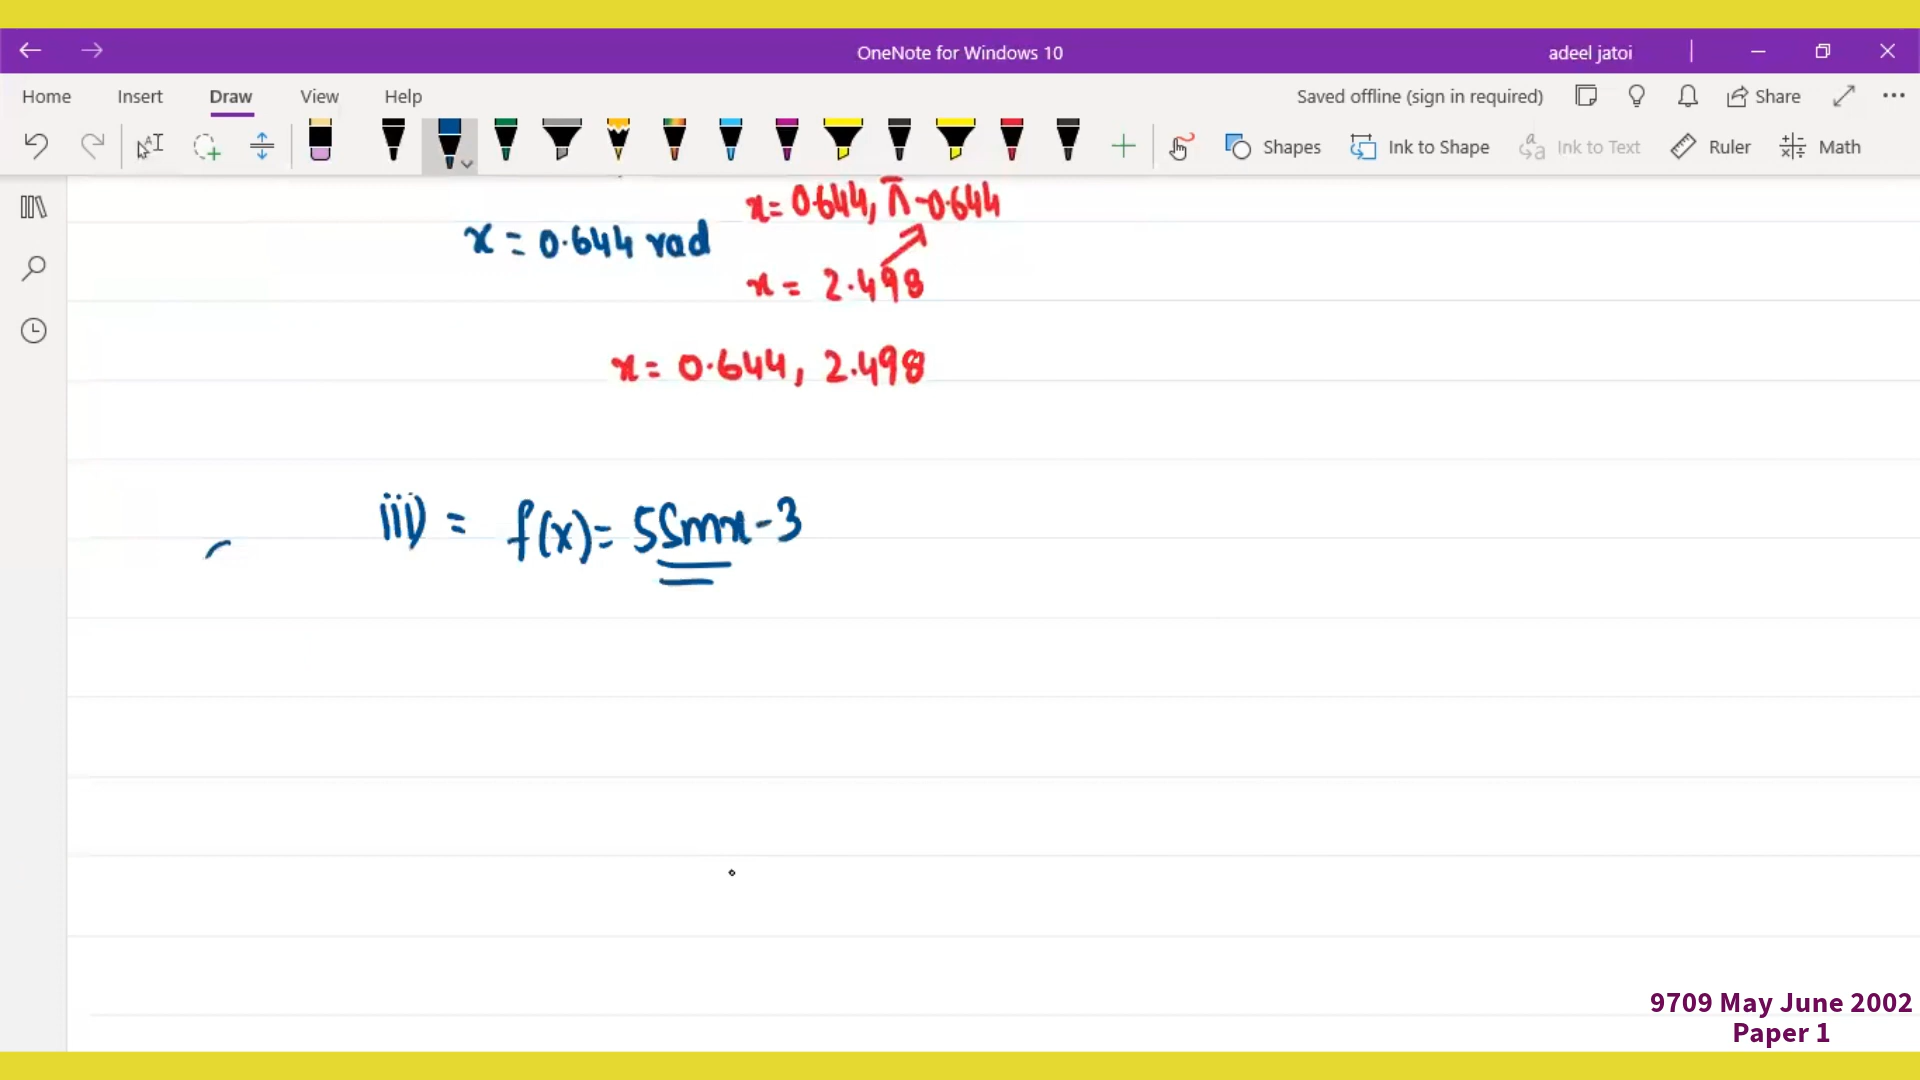 OneNote for Windows 10
adeel jatoi
Home Insert Draw View Help
Saved offline (sign in required)
Share
Shapes
Ink to Shape
Ink to Text
Ruler
Math
x = 0.644, π - 0.644
x = 0.644 rad
x = 2.498
x = 0.644, 2.498
iii) = f(x) = 5 Sin x - 3
9709 May June 2002
Paper 1